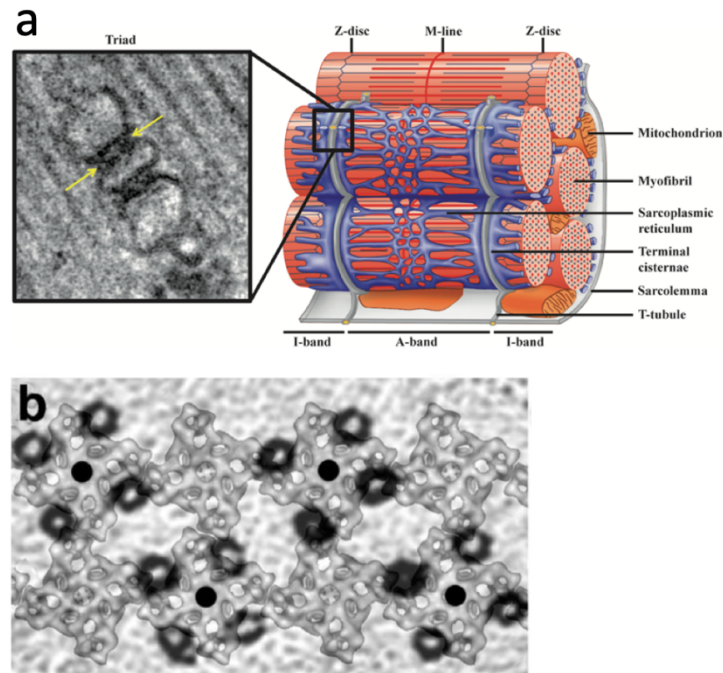 a
Triad
Z-disc M-line Z-disc
Mitochondrion
Myofibril
Sarcoplasmic
reticulum
Terminal
cisternae
Sarcolemma
T-tubule
I-band A-band I-band
b